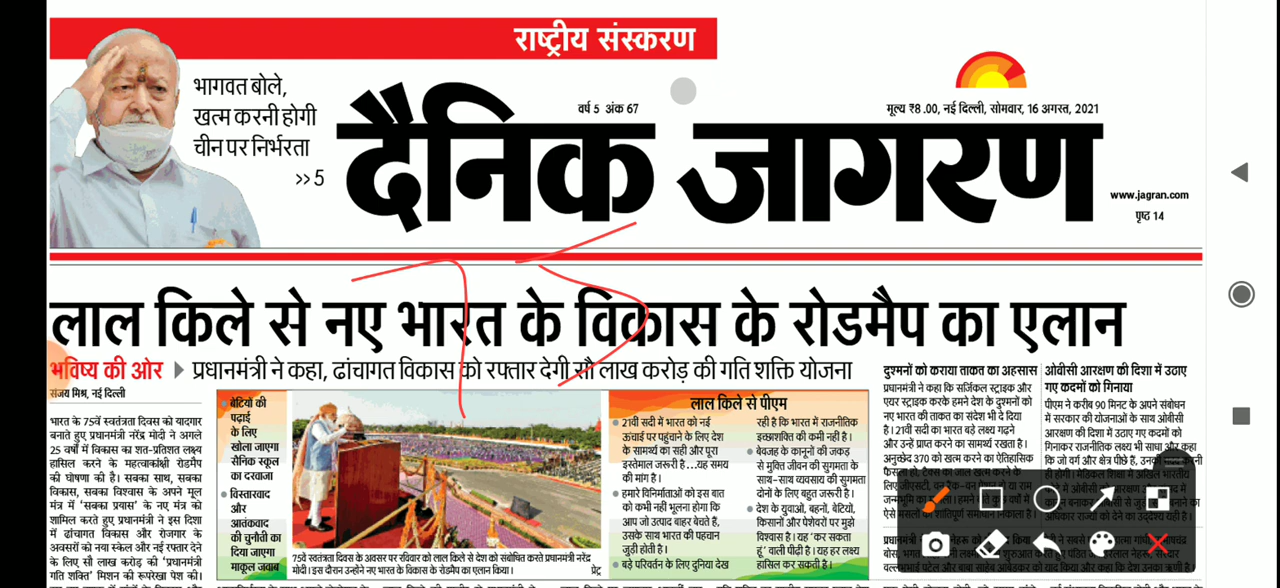 राष्ट्रीय संस्करण
भागवत बोले,
खत्म करनी होगी
चीन पर निर्भरता
>> 5
वर्ष 5 अंक 67
मूल्य ₹8.00, नई दिल्ली, सोमवार, 16 अगस्त, 2021
दैनिक जागरण
www.jagran.com
पृष्ठ 14
75
लाल किले से नए भारत के विकास के रोडमैप का एलान
भविष्य की ओर
प्रधानमंत्री ने कहा, ढांचागत विकास को रफ्तार देगी सौ लाख करोड़ की गति शक्ति योजना
संजय मिश्र, नई दिल्ली
भारत के 75वें स्वतंत्रता दिवस को यादगार
बनाते हुए प्रधानमंत्री नरेंद्र मोदी ने अगले
25 वर्षों में विकास का शत-प्रतिशत लक्ष्य
हासिल करने के महत्वाकांक्षी रोडमैप
की घोषणा की है। सबका साथ, सबका
विकास, सबका विश्वास के अपने मूल
मंत्र में 'सबका प्रयास' के नए मंत्र को
शामिल करते हुए प्रधानमंत्री ने इस दिशा
में ढांचागत विकास और रोजगार के
अवसरों को नया स्केल और नई रफ्तार देने
के लिए सौ लाख करोड़ की 'प्रधानमंत्री
गति शक्ति' मिशन की रूपरेखा पेश की।
बेटियों की
पढ़ाई
के लिए
खोला जाएगा
सैनिक स्कूल
का दरवाजा
विस्तारवाद
और
आतंकवाद
की चुनौती का
दिया जाएगा
माकूल जवाब
75वें स्वतंत्रता दिवस के अवसर पर रविवार को लाल किले से देश को संबोधित करते प्रधानमंत्री नरेंद्र
मोदी। इस दौरान उन्होंने नए भारत के विकास के रोडमैप का एलान किया। प्रेट्र
लाल किले से पीएम
21वीं सदी में भारत को नई
ऊंचाई पर पहुंचाने के लिए देश
के सामर्थ्य का सही और पूरा
इस्तेमाल जरूरी है...यह समय
की मांग है।
हमारे विनिर्माताओं को इस बात
को कभी नहीं भूलना होगा कि
आप जो उत्पाद बाहर बेचते हैं,
उसके साथ भारत की पहचान
जुड़ी होती है।
बड़े परिवर्तन के लिए दुनिया देख
रही है कि भारत में राजनीतिक
इच्छाशक्ति की कमी नहीं है।
बेवजह के कानूनों की जकड़
से मुक्ति जीवन की सुगमता के
साथ-साथ व्यवसाय की सुगमता
दोनों के लिए बहुत जरूरी है।
देश के युवाओं, बहनों, बेटियों,
किसानों और पेशेवरों पर मुझे
विश्वास है। यह 'कर सकता
हूं' वाली पीढ़ी है। यह हर लक्ष्य
हासिल कर सकती है।
दुश्मनों को कराया ताकत का अहसास
प्रधानमंत्री ने कहा कि सर्जिकल स्ट्राइक और
एयर स्ट्राइक करके हमने देश के दुश्मनों को
नए भारत की ताकत का संदेश भी दे दिया
है। 21वीं सदी का भारत बड़े लक्ष्य गढ़ने
और उन्हें प्राप्त करने का सामर्थ्य रखता है।
अनुच्छेद 370 को खत्म करने का ऐतिहासिक
ओबीसी आरक्षण की दिशा में उठाए
गए कदमों को गिनाया
पीएम ने करीब 90 मिनट के अपने संबोधन
में सरकार की योजनाओं के साथ ओबीसी
आरक्षण की दिशा में उठाए गए कदमों को
गिनाकर राजनीतिक लक्ष्य भी साधा और कहा
कि जो वर्ग और क्षेत्र पीछे हैं, उनकी